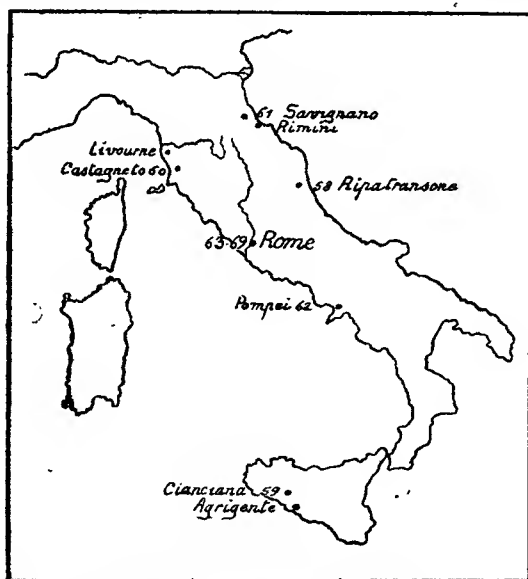 61 Savignano
Rimini
Livourne
Castagneto 60
58 Ripatransone
63-69 Rome
Pompei 62
Cianciana 59
Agrigente